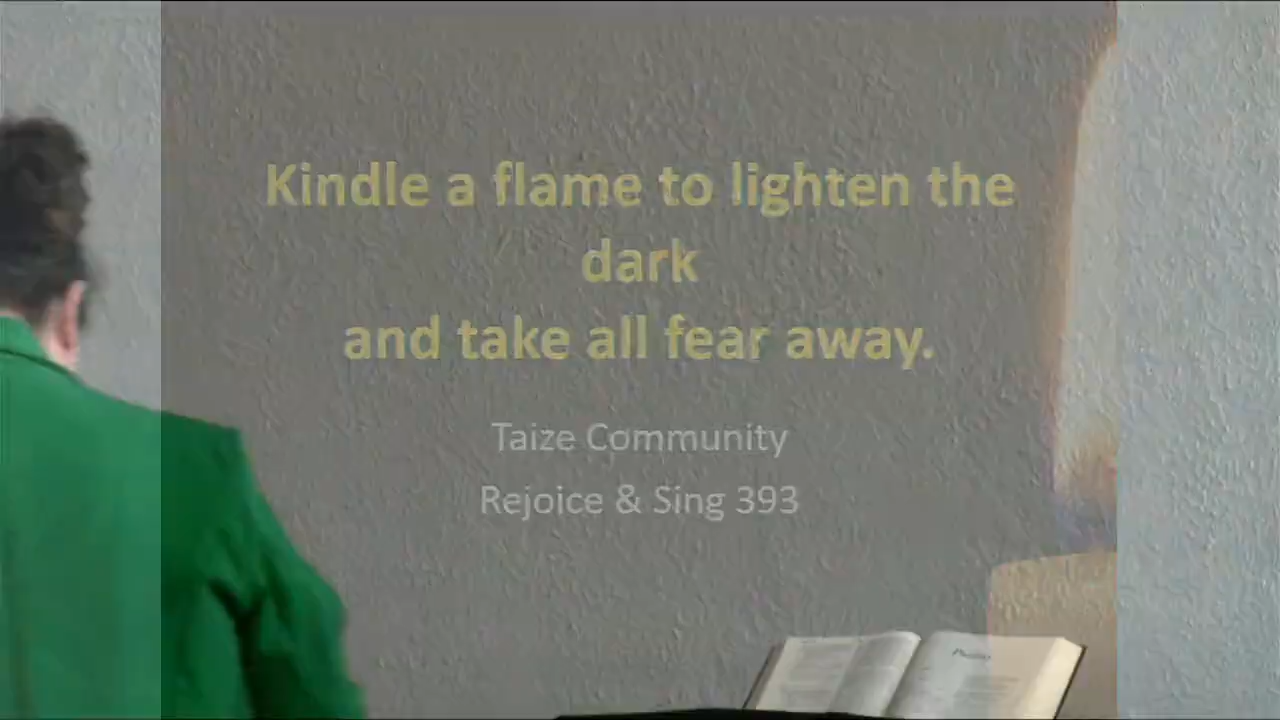 Kindle a flame to lighten the
dark
and take all fear away.
Taize Community
Rejoice & Sing 393